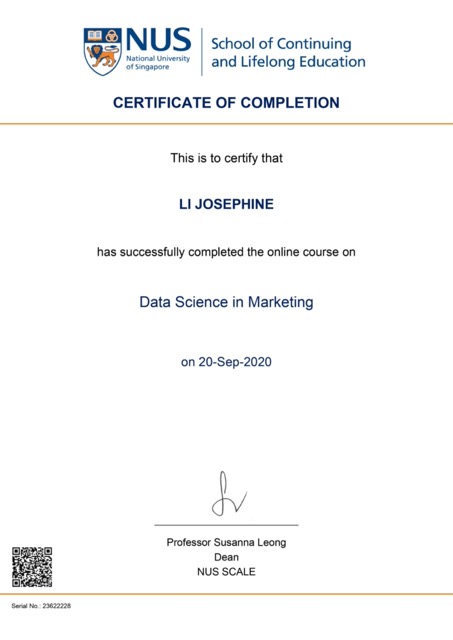 NUS
National University
of Singapore
School of Continuing
and Lifelong Education
CERTIFICATE OF COMPLETION
This is to certify that
LI JOSEPHINE
has successfully completed the online course on
Data Science in Marketing
on 20-Sep-2020
Professor Susanna Leong
Dean
NUS SCALE
Serial No.: 23622228